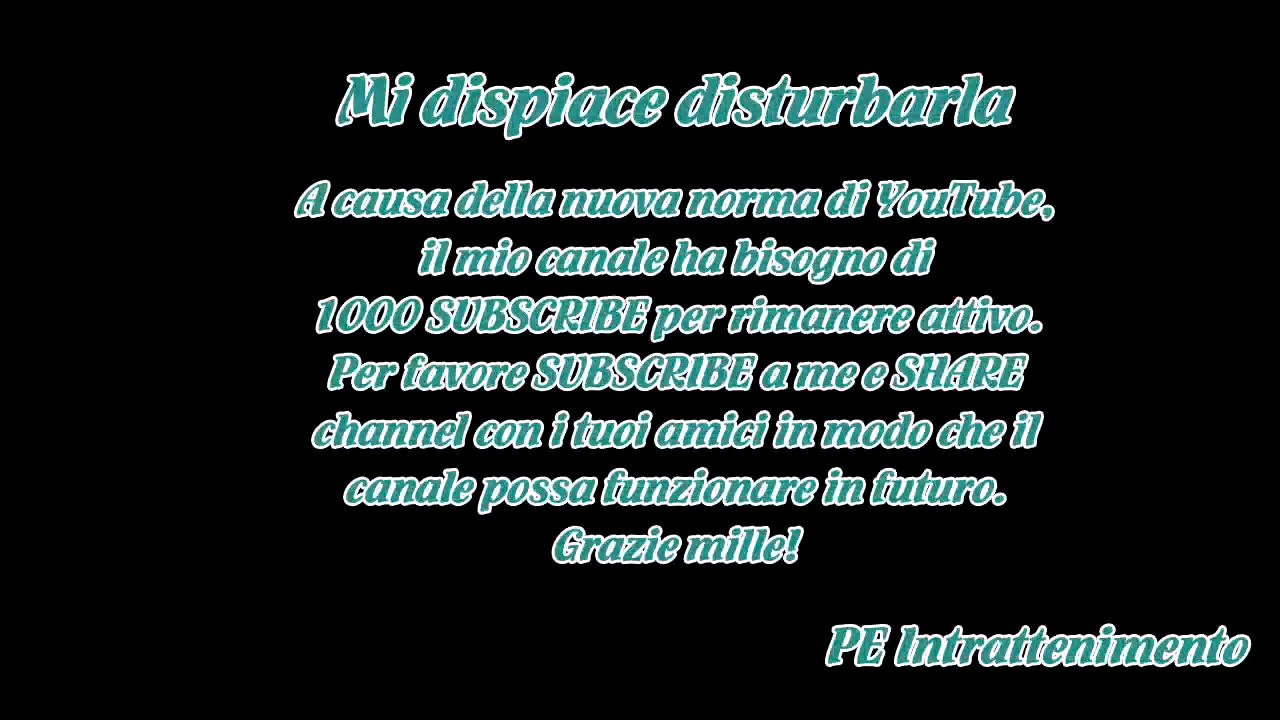 Mi dispiace disturbarla
A causa della nuova norma di YouTube,
il mio canale ha bisogno di
1000 SUBSCRIBE per rimanere attivo.
Per favore SUBSCRIBE a me e SHARE
channel con i tuoi amici in modo che il
canale possa funzionare in futuro.
Grazie mille!
PE Intrattenimento